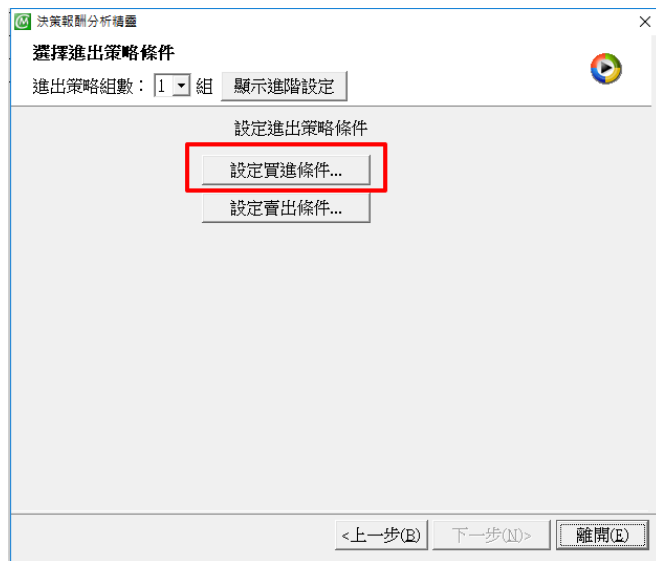 決策報酬分析精靈
選擇進出策略條件
進出策略組數： 1 組 顯示進階設定
設定進出策略條件
設定買進條件...
設定賣出條件...
<上一步(B) 下一步(N)> 離開(E)